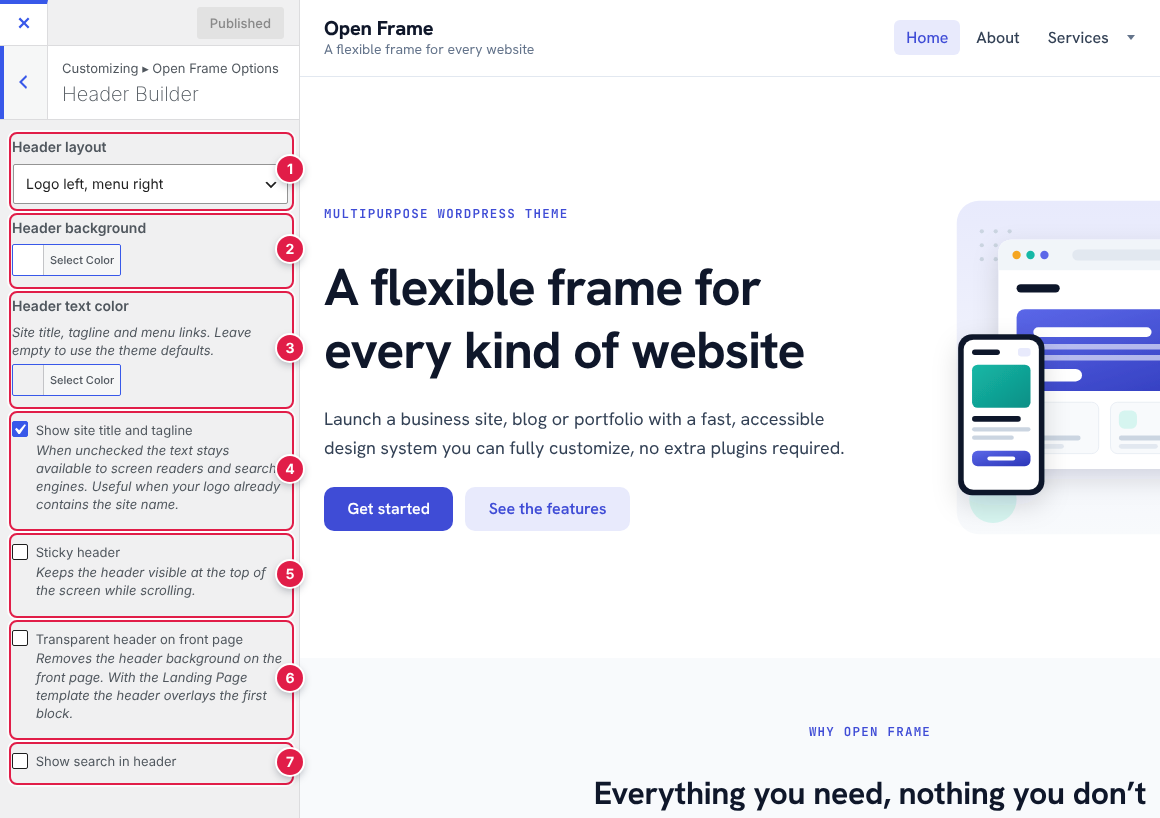 Published
Customizing ▸ Open Frame Options
Header Builder
Header layout
Logo left, menu right
1
Header background
Select Color
2
Header text color
Site title, tagline and menu links. Leave
empty to use the theme defaults.
Select Color
3
Show site title and tagline
When unchecked the text stays
available to screen readers and search
engines. Useful when your logo already
contains the site name.
4
Sticky header
Keeps the header visible at the top of
the screen while scrolling.
5
Transparent header on front page
Removes the header background on the
front page. With the Landing Page
template the header overlays the first
block.
6
Show search in header
7
Open Frame
A flexible frame for every website
Home About Services
MULTIPURPOSE WORDPRESS THEME
A flexible frame for
every kind of website
Launch a business site, blog or portfolio with a fast, accessible
design system you can fully customize, no extra plugins required.
Get started See the features
WHY OPEN FRAME
Everything you need, nothing you don’t